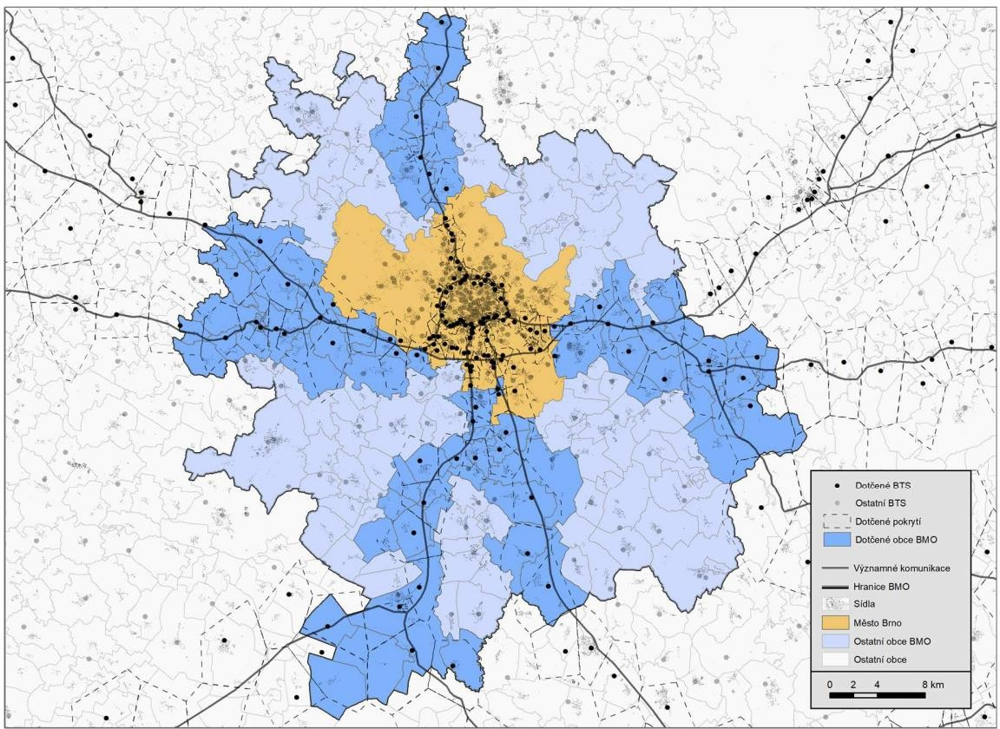 Dotčené BTS
Ostatní BTS
Dotčené pokrytí
Dotčené obce BMO
Významné komunikace
Hranice BMO
Sídla
Město Brno
Ostatní obce BMO
Ostatní obce
0 2 4 8 km